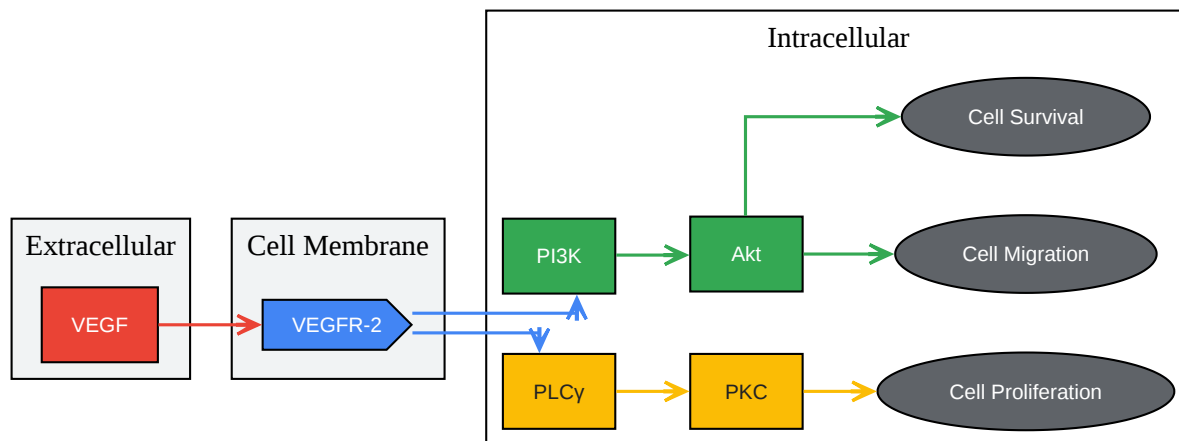 Intracellular
Cell Survival
Extracellular
Cell Membrane
PI3K
Akt
Cell Migration
VEGF
VEGFR-2
PLCγ
PKC
Cell Proliferation